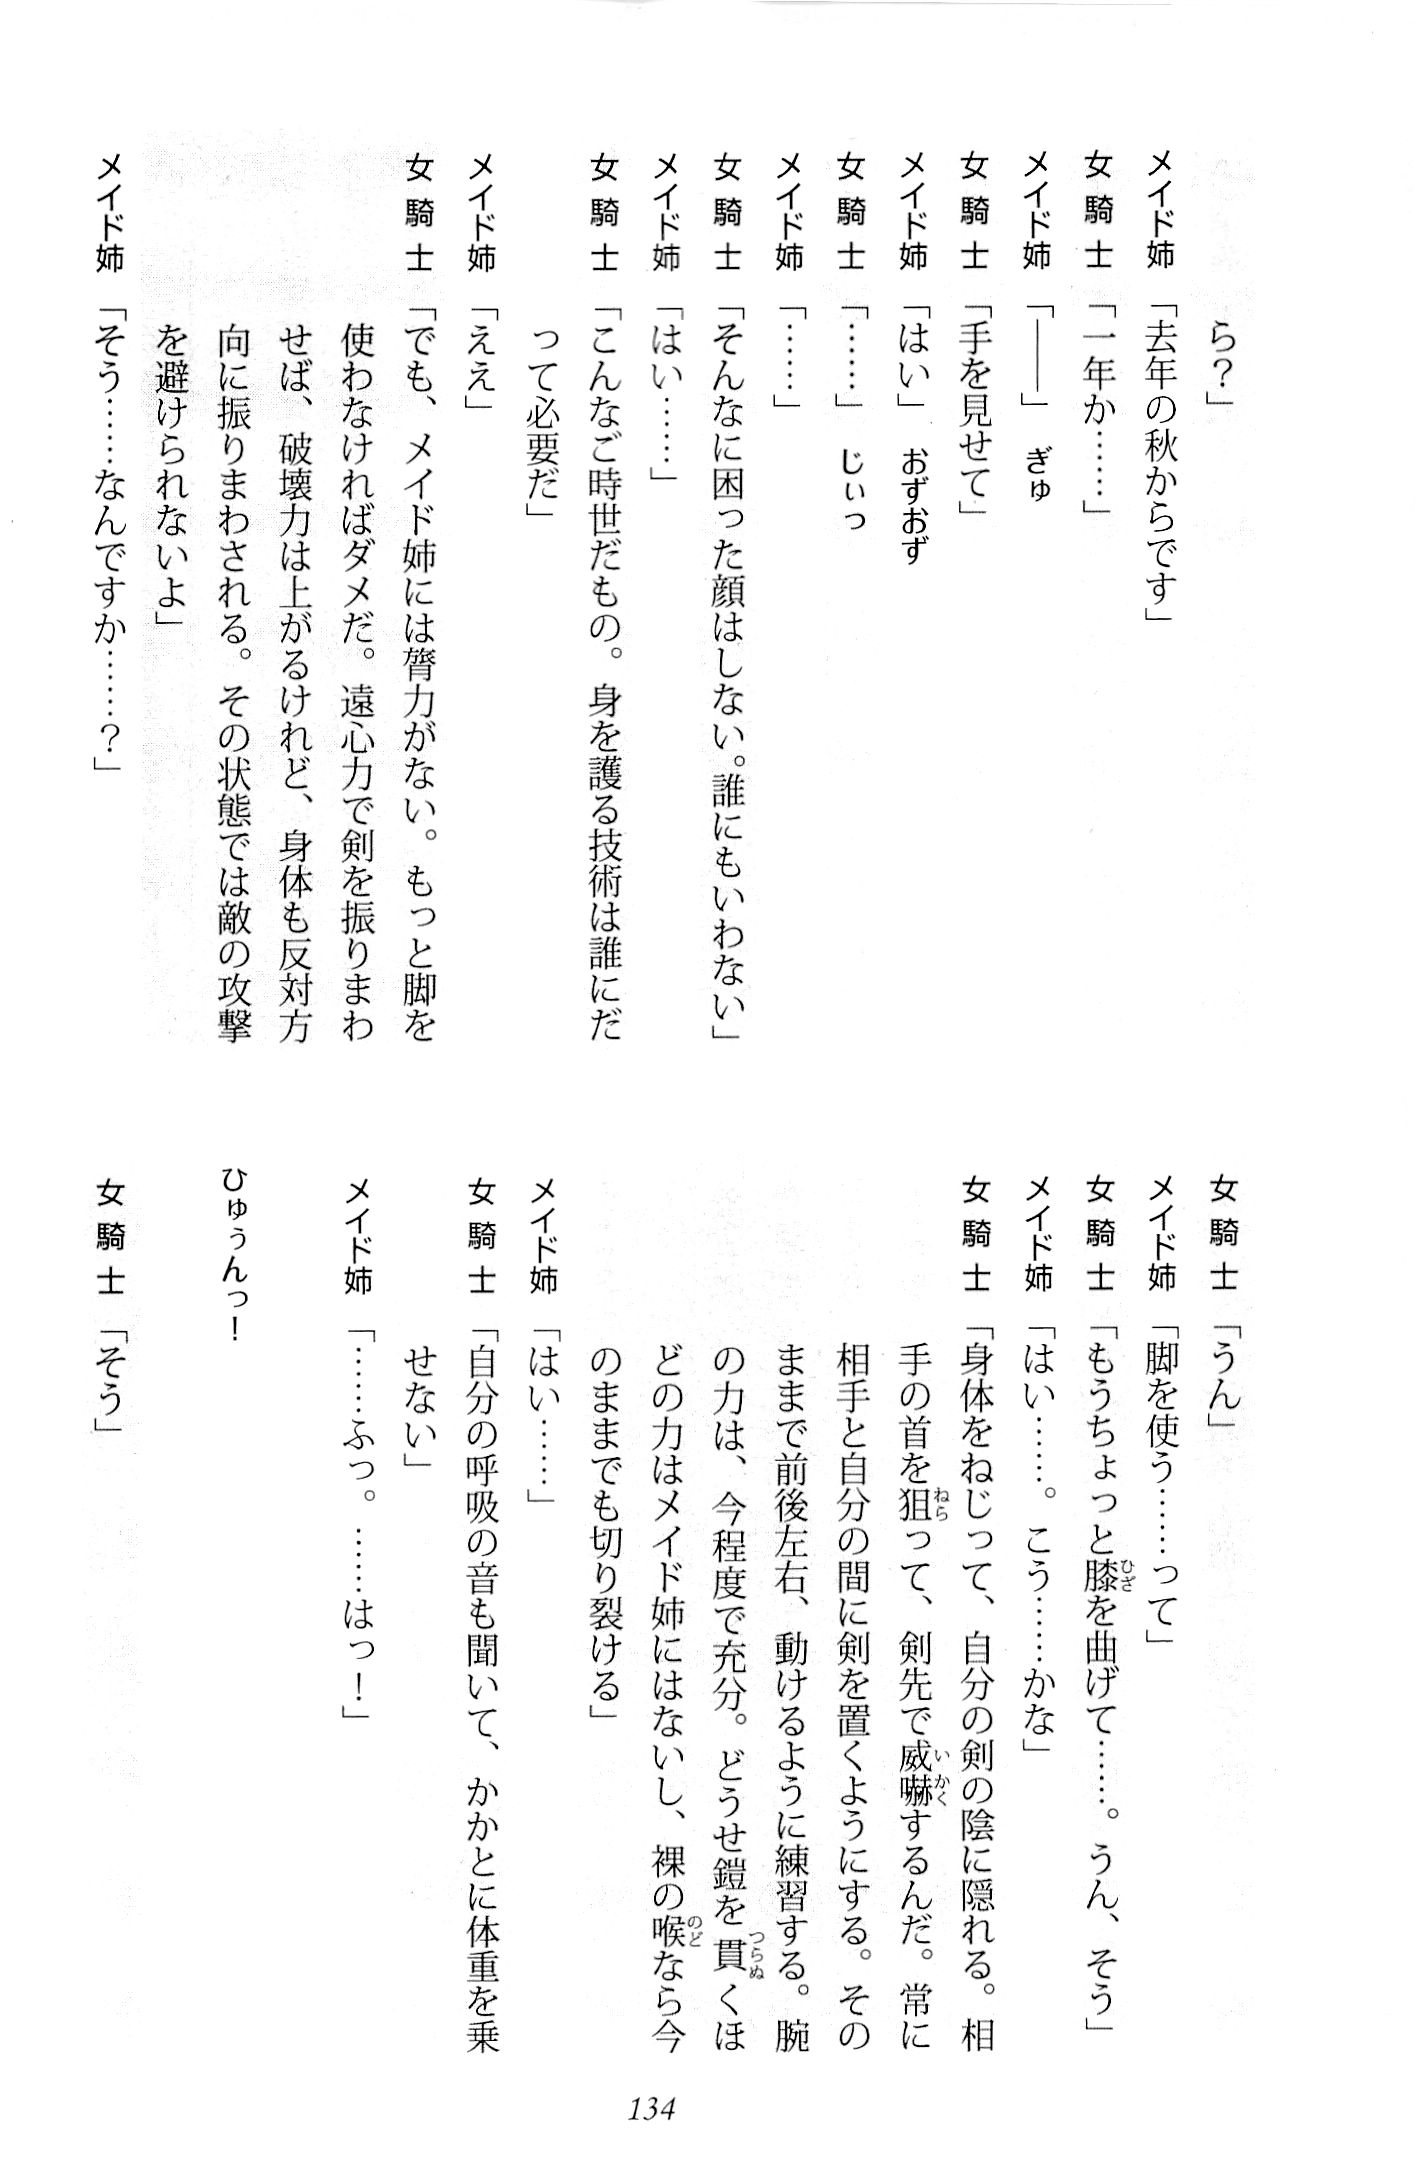 ら？」
メイド姉「去年の秋からです」
女騎士「一年か……」
メイド姉「――」　ぎゅ
女騎士「手を見せて」
メイド姉「はい」　おずおず
女騎士「……」　じぃっ
メイド姉「……」
女騎士「そんなに困った顔はしない。誰にもいわない」
メイド姉「はい……」
女騎士「こんなご時世だもの。身を護る技術は誰にだ
って必要だ」
メイド姉「ええ」
女騎士「でも、メイド姉には膂力がない。もっと脚を
使わなければダメだ。遠心力で剣を振りまわ
せば、破壊力は上がるけれど、身体も反対方
向に振りまわされる。その状態では敵の攻撃
を避けられないよ」
メイド姉「そう……なんですか……？」
女騎士「うん」
メイド姉「脚を使う……って」
女騎士「もうちょっと膝を曲げて……。うん、そう」
メイド姉「はい……。こう……かな」
女騎士「身体をねじって、自分の剣の陰に隠れる。相
手の首を狙って、剣先で威嚇するんだ。常に
相手と自分の間に剣を置くようにする。その
ままで前後左右、動けるように練習する。腕
の力は、今程度で充分。どうせ鎧を貫くほ
どの力はメイド姉にはないし、裸の喉なら今
のままでも切り裂ける」
メイド姉「はい……」
女騎士「自分の呼吸の音も聞いて、かかとに体重を乗
せない」
メイド姉「……ふっ。……はっ！」
ひゅぅんっ！
女騎士「そう」
134